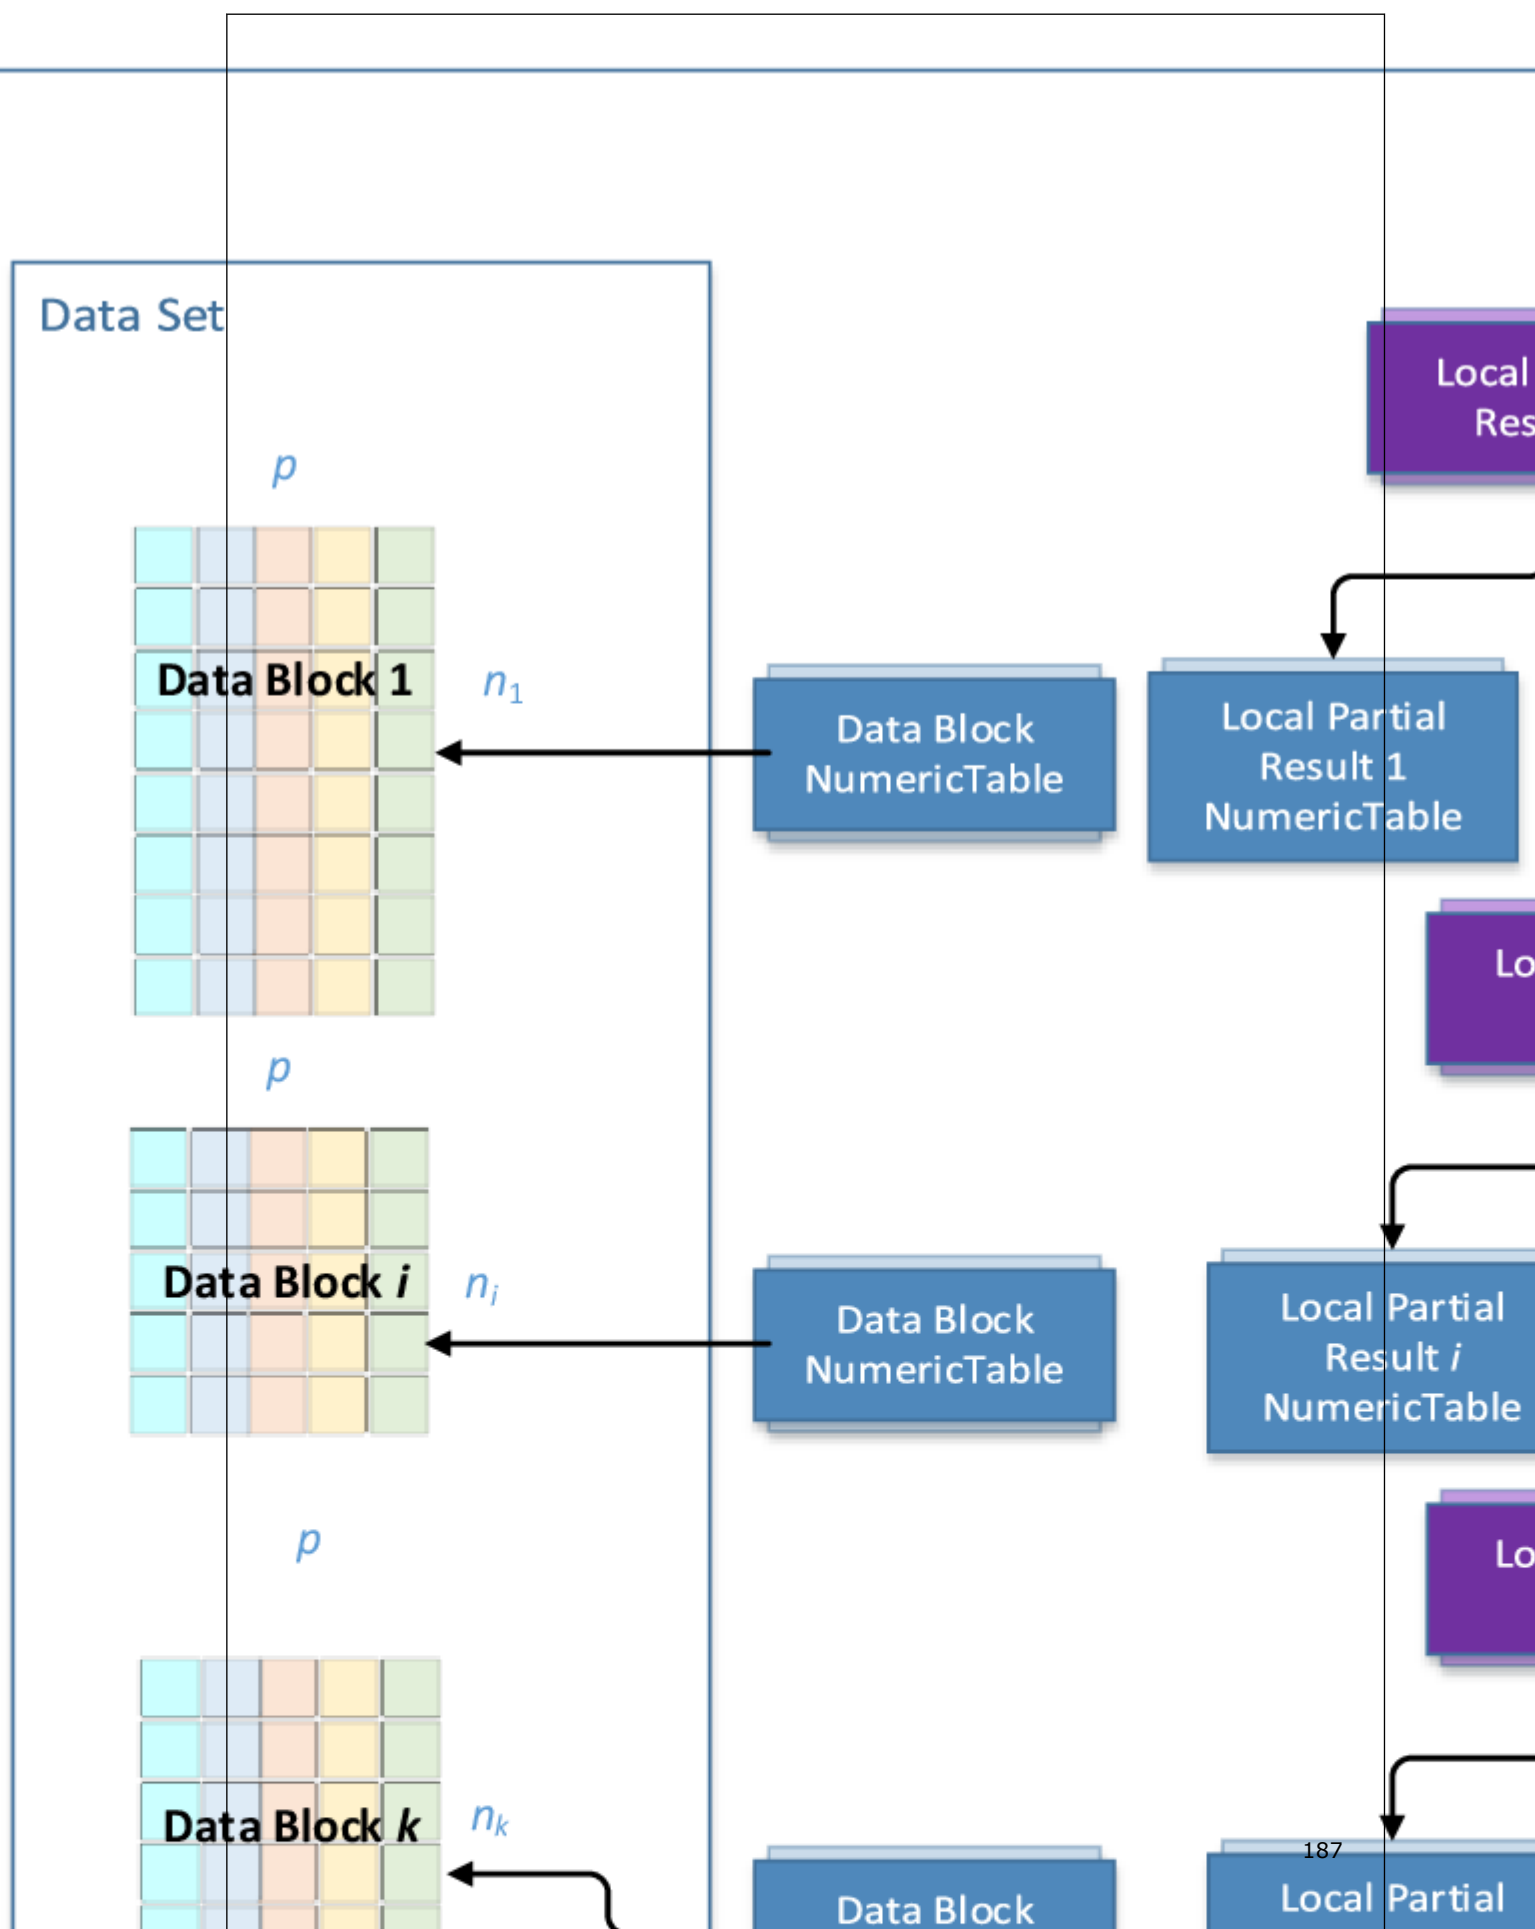 Data Set
Local
Res
p
Data Block 1
n1
Data Block
NumericTable
Local Partial
Result 1
NumericTable
Lo
p
Data Block i
ni
Data Block
NumericTable
Local Partial
Result i
NumericTable
Lo
p
Data Block k
nk
187
Data Block
Local Partial